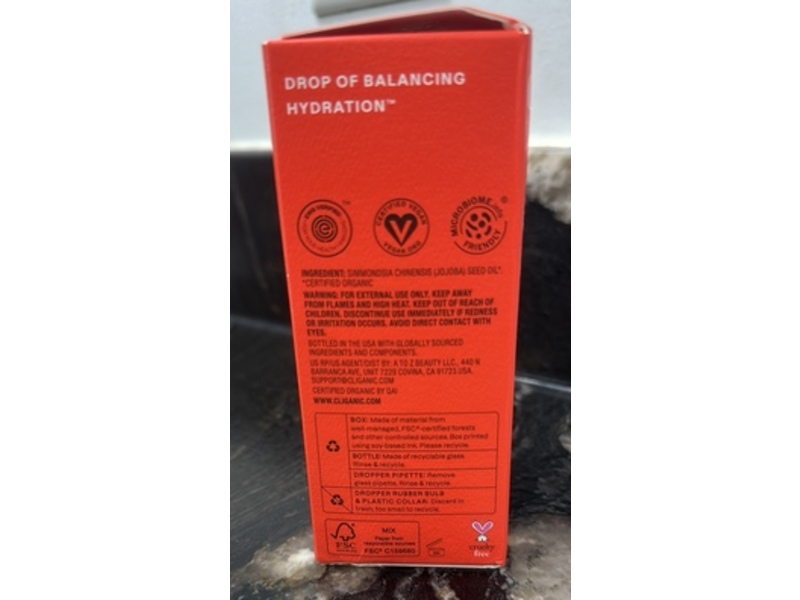 DROP OF BALANCING
HYDRATION™
CERTIFIED VEGAN
VEGAN.ORG
MICROBIOME
FRIENDLY
INGREDIENT: SIMMONDSIA CHINENSIS (JOJOBA) SEED OIL*.
*CERTIFIED ORGANIC
WARNING: FOR EXTERNAL USE ONLY. KEEP AWAY
FROM FLAMES AND HIGH HEAT. KEEP OUT OF REACH OF
CHILDREN. DISCONTINUE USE IMMEDIATELY IF REDNESS
OR IRRITATION OCCURS. AVOID DIRECT CONTACT WITH
EYES.
BOTTLED IN THE USA WITH GLOBALLY SOURCED
INGREDIENTS AND COMPONENTS.
US RP/US AGENT/DIST BY: A TO Z BEAUTY LLC., 440 N
BARRANCA AVE, UNIT 7229 COVINA, CA 91723 USA.
SUPPORT@CLIGANIC.COM
CERTIFIED ORGANIC BY QAI
WWW.CLIGANIC.COM
BOX: Made of material from
well-managed, FSC®-certified forests
and other controlled sources. Box printed
using soy-based ink. Please recycle.
BOTTLE: Made of recyclable glass.
Rinse & recycle.
DROPPER PIPETTE: Remove
glass pipette. Rinse & recycle.
DROPPER RUBBER BULB
& PLASTIC COLLAR: Discard in
trash, too small to recycle.
FSC
MIX
Paper from
responsible sources
FSC® C159680
cruelty
free